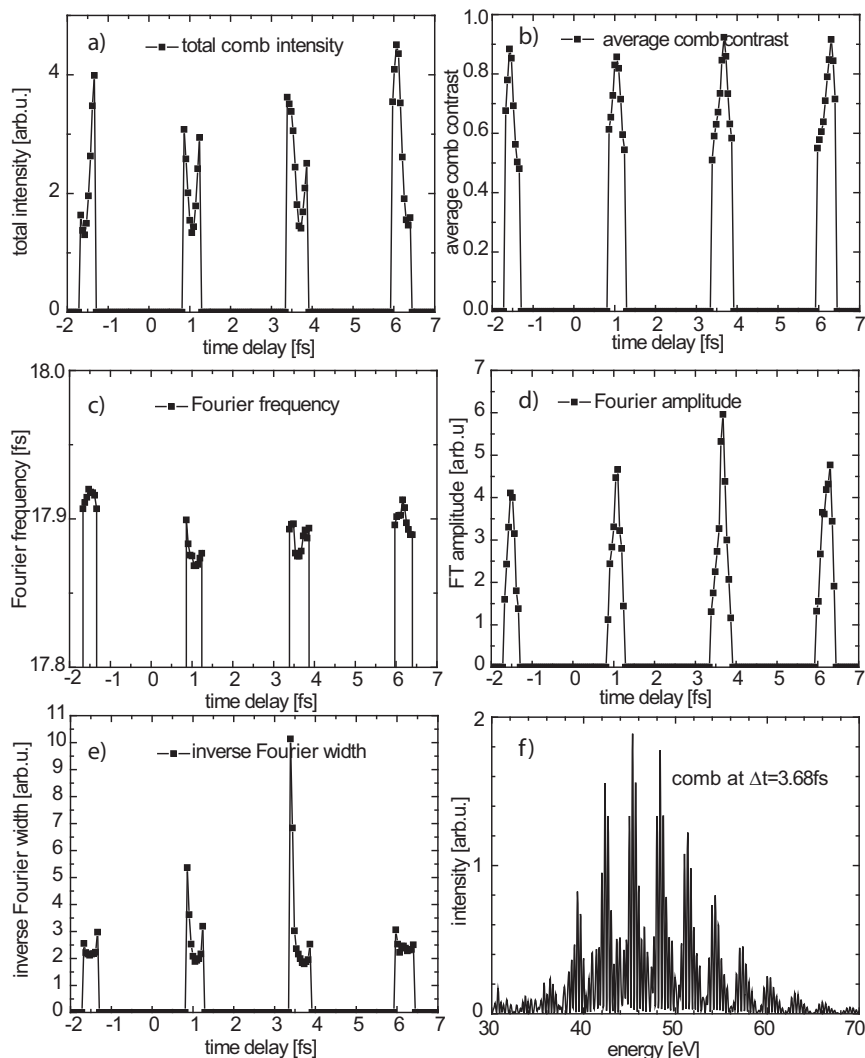 a)
total comb intensity
total intensity [arb.u.]
4
2
0
-2 -1 0 1 2 3 4 5 6 7
time delay [fs]
b)
average comb contrast
average comb contrast
1.0
0.8
0.6
0.4
0.2
0.0
-2 -1 0 1 2 3 4 5 6 7
time delay [fs]
c)
Fourier frequency
Fourier frequency [fs]
18.0
17.9
17.8
-2 -1 0 1 2 3 4 5 6 7
time delay [fs]
d)
Fourier amplitude
FT amplitude [arb.u]
7
6
5
4
3
2
1
0
-2 -1 0 1 2 3 4 5 6 7
time delay [fs]
e)
inverse Fourier width
inverse Fourier width [arb.u.]
10
9
8
7
6
5
4
3
2
1
0
-2 -1 0 1 2 3 4 5 6 7
time delay [fs]
f)
comb at Δt=3.68fs
intensity [arb.u.]
2
1
0
30 40 50 60 70
energy [eV]